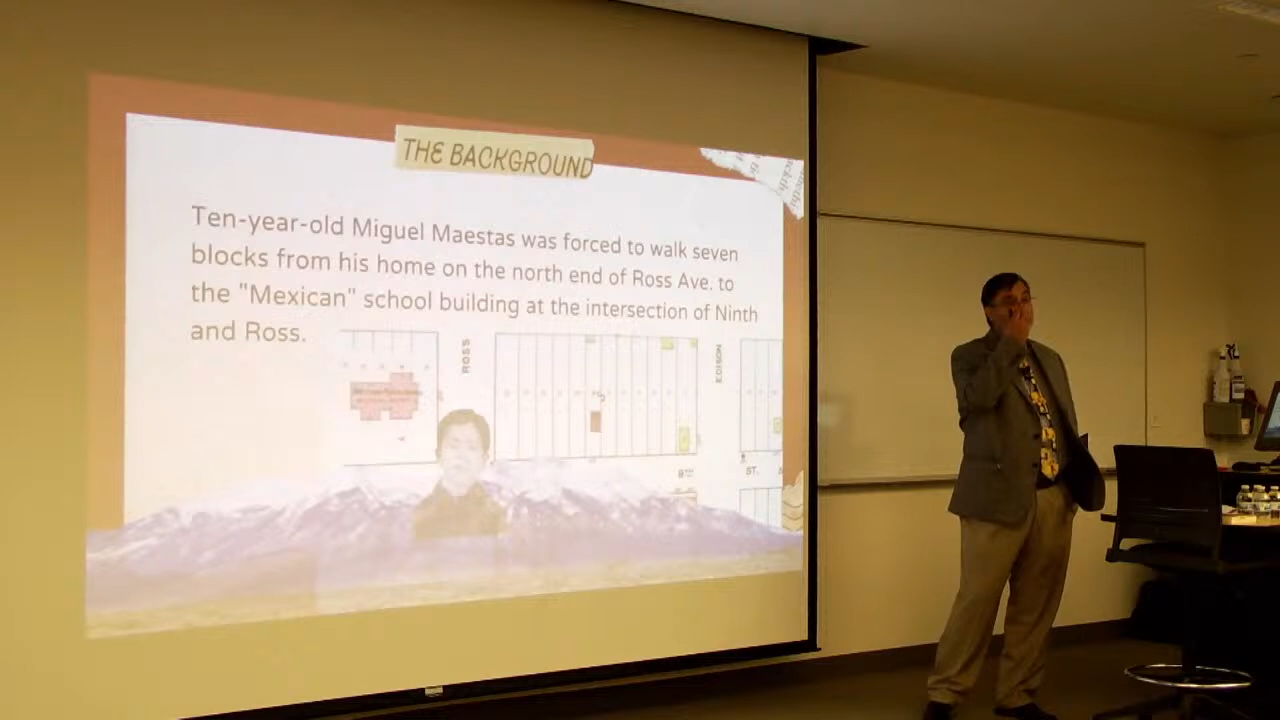 THE BACKGROUND
Ten-year-old Miguel Maestas was forced to walk seven
blocks from his home on the north end of Ross Ave. to
the "Mexican" school building at the intersection of Ninth
and Ross.
ROSS
EDISON
9TH
ST.